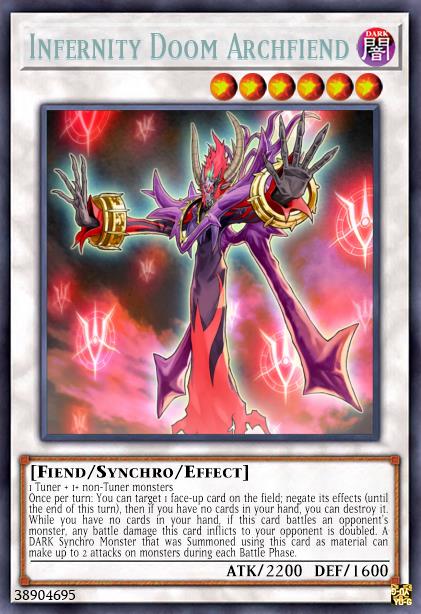 INFERNITY DOOM ARCHFIEND
DARK
闇
[FIEND/SYNCHRO/EFFECT]
1 Tuner + 1+ non-Tuner monsters
Once per turn: You can target 1 face-up card on the field; negate its effects (until
the end of this turn), then if you have no cards in your hand, you can destroy it.
While you have no cards in your hand, if this card battles an opponent's
monster, any battle damage this card inflicts to your opponent is doubled. A
DARK Synchro Monster that was Summoned using this card as material can
make up to 2 attacks on monsters during each Battle Phase.
ATK/2200 DEF/1600
38904695